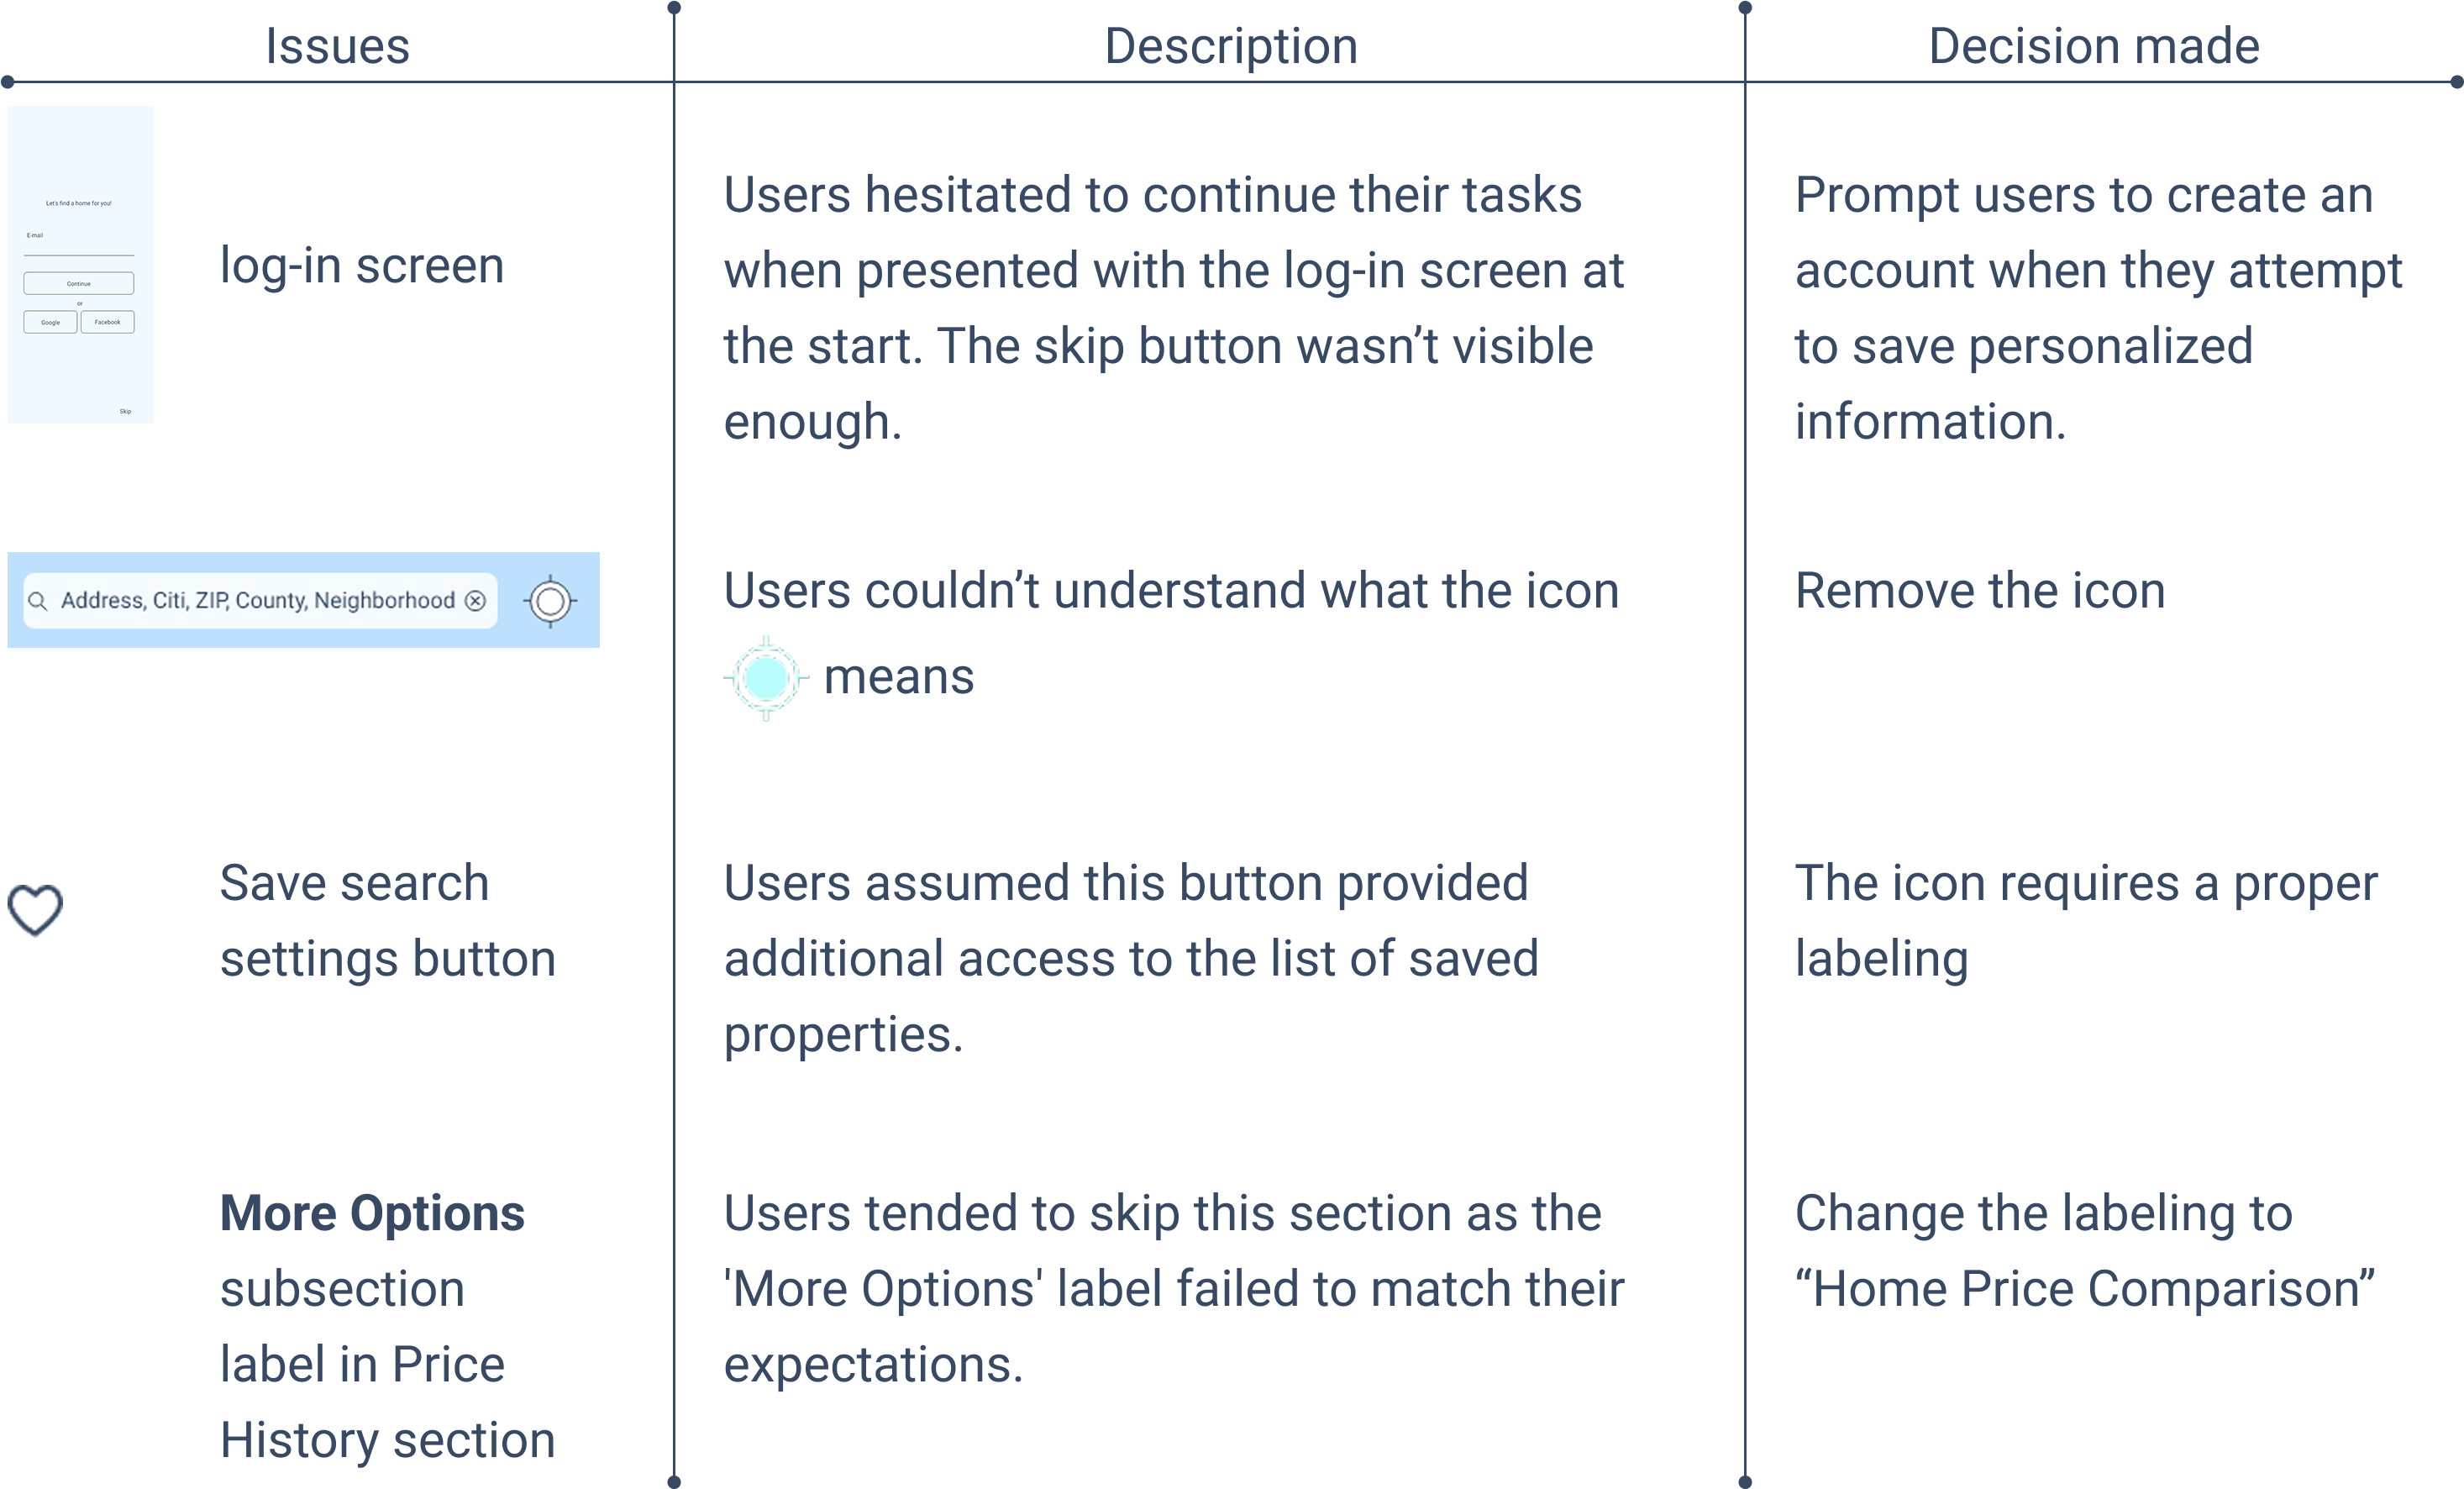 Issues
Description
Decision made
Let's find a home for you!
E-mail
Continue
or
Google
Facebook
Skip
log-in screen
Users hesitated to continue their tasks
when presented with the log-in screen at
the start. The skip button wasn’t visible
enough.
Prompt users to create an
account when they attempt
to save personalized
information.
Address, Citi, ZIP, County, Neighborhood
Users couldn’t understand what the icon
means
Remove the icon
Save search
settings button
Users assumed this button provided
additional access to the list of saved
properties.
The icon requires a proper
labeling
More Options
subsection
label in Price
History section
Users tended to skip this section as the
'More Options' label failed to match their
expectations.
Change the labeling to
“Home Price Comparison”